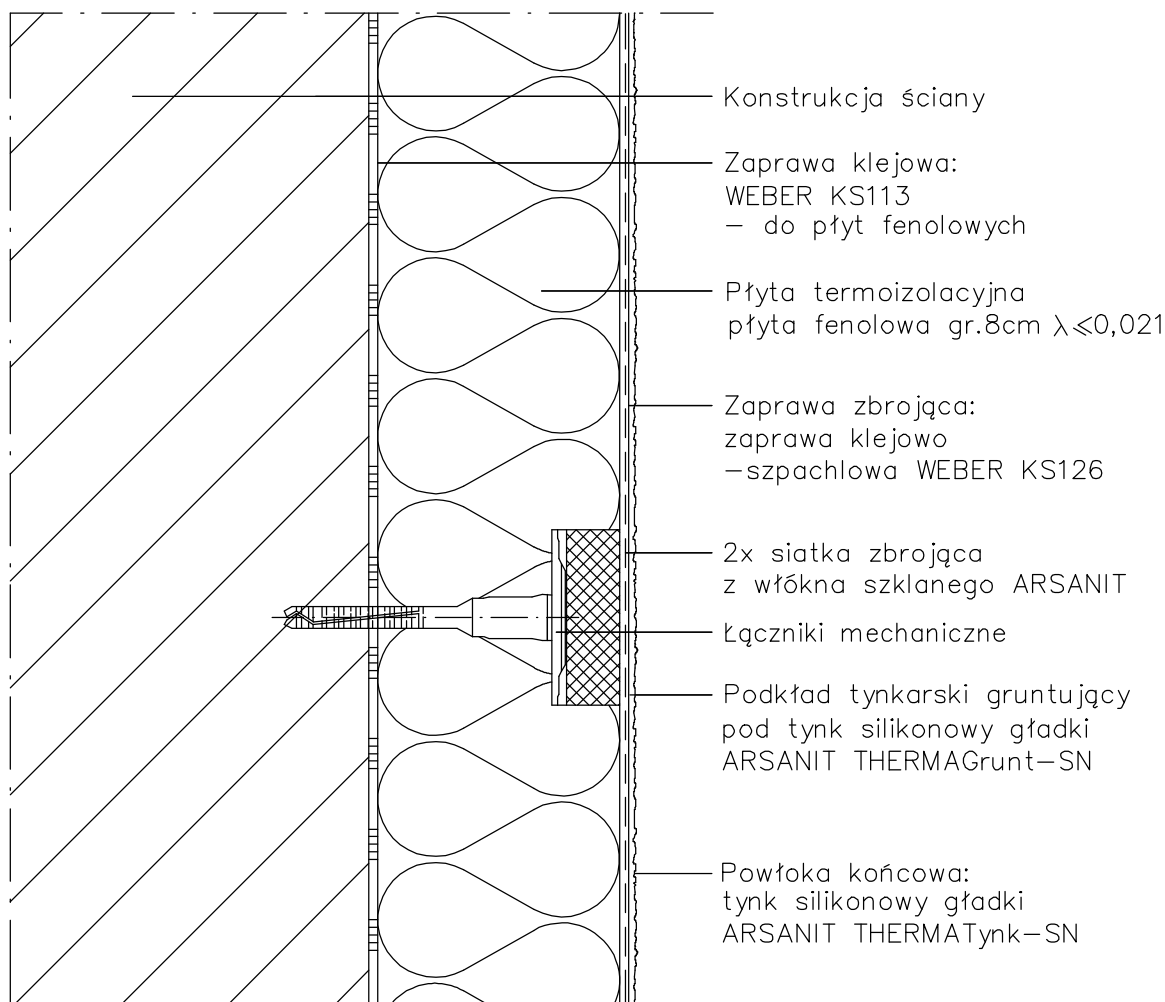 Konstrukcja ściany
Zaprawa klejowa:
WEBER KS113
– do płyt fenolowych
Płyta termoizolacyjna
płyta fenolowa gr.8cm λ⩽0,021
Zaprawa zbrojąca:
zaprawa klejowo
–szpachlowa WEBER KS126
2x siatka zbrojąca
z włókna szklanego ARSANIT
Łączniki mechaniczne
Podkład tynkarski gruntujący
pod tynk silikonowy gładki
ARSANIT THERMAGrunt–SN
Powłoka końcowa:
tynk silikonowy gładki
ARSANIT THERMATynk–SN